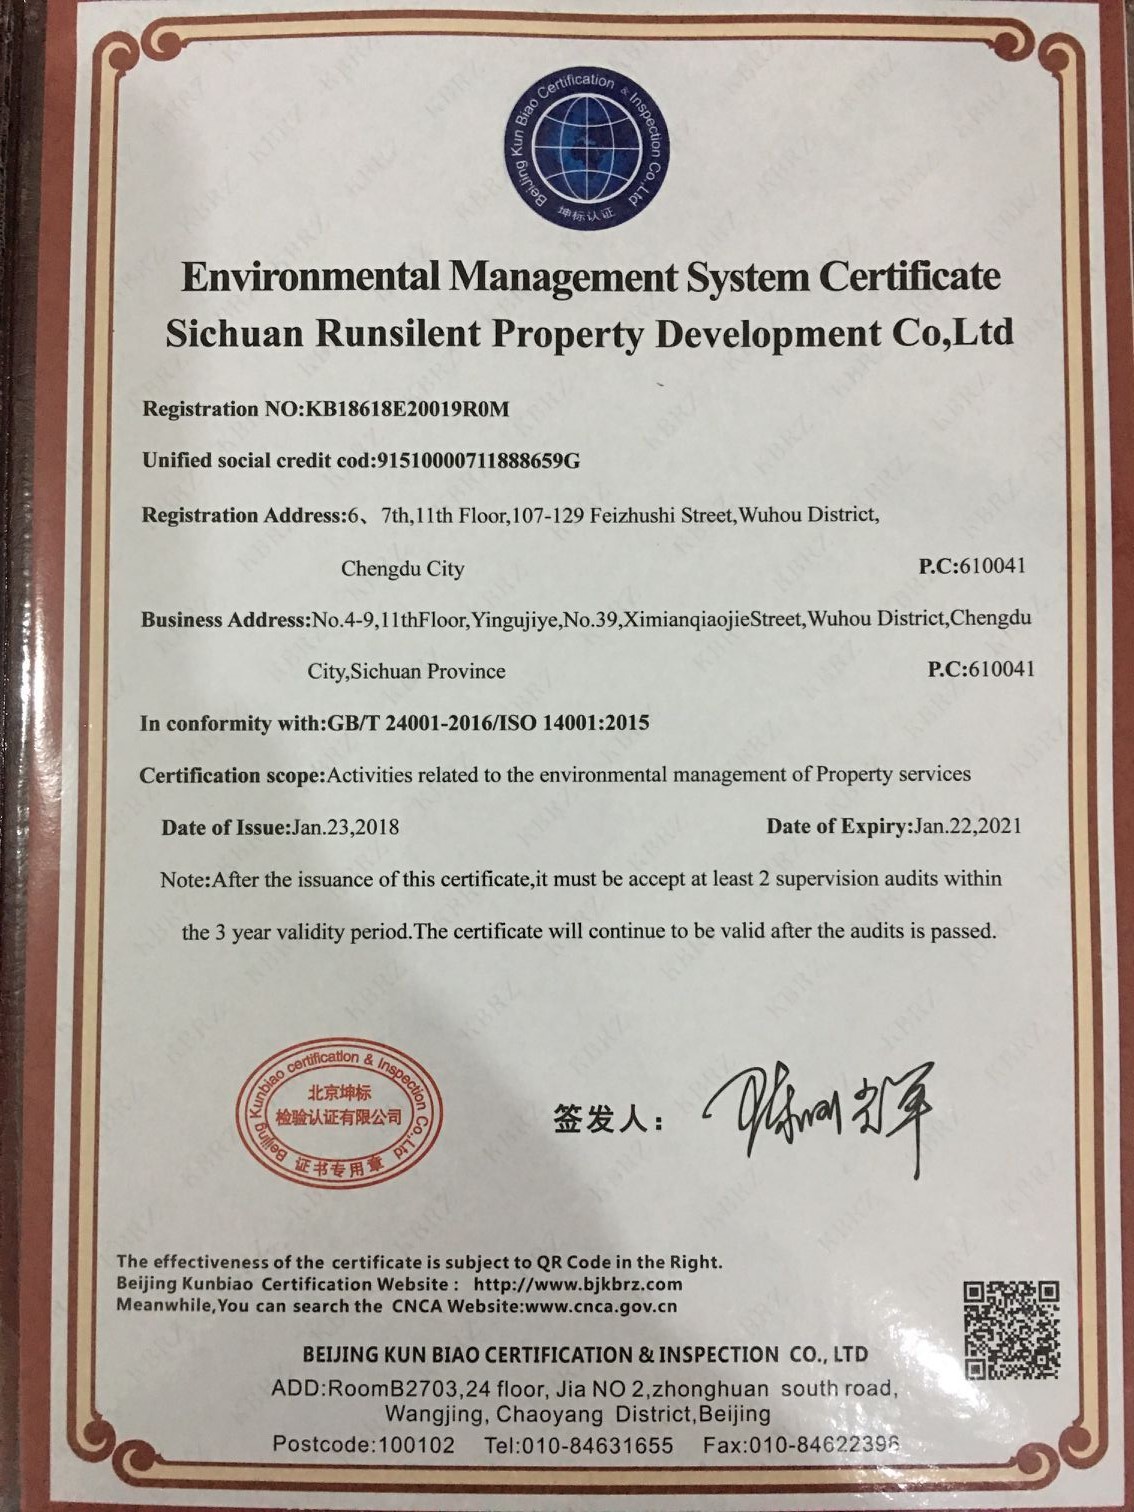 Beijing Kun Biao Certification & Inspection Co.,Ltd
坤标认证
Environmental Management System Certificate
Sichuan Runsilent Property Development Co,Ltd
Registration NO:KB18618E20019R0M
Unified social credit cod:91510000711888659G
Registration Address:6、 7th,11th Floor,107-129 Feizhushi Street,Wuhou District,
Chengdu City P.C:610041
Business Address:No.4-9,11thFloor,Yingujiye,No.39,XimianqiaojieStreet,Wuhou District,Chengdu
City,Sichuan Province P.C:610041
In conformity with:GB/T 24001-2016/ISO 14001:2015
Certification scope:Activities related to the environmental management of Property services
Date of Issue:Jan.23,2018 Date of Expiry:Jan.22,2021
Note:After the issuance of this certificate,it must be accept at least 2 supervision audits within
the 3 year validity period.The certificate will continue to be valid after the audits is passed.
Beijing Kunbiao certification & Inspection Co.,Ltd
北京坤标
检验认证有限公司
证书专用章
签发人：
The effectiveness of the certificate is subject to QR Code in the Right.
Beijing Kunbiao Certification Website : http://www.bjkbrz.com
Meanwhile,You can search the CNCA Website:www.cnca.gov.cn
BEIJING KUN BIAO CERTIFICATION & INSPECTION CO., LTD
ADD:RoomB2703,24 floor, Jia NO 2,zhonghuan south road,
Wangjing, Chaoyang District,Beijing
Postcode:100102 Tel:010-84631655 Fax:010-84622398